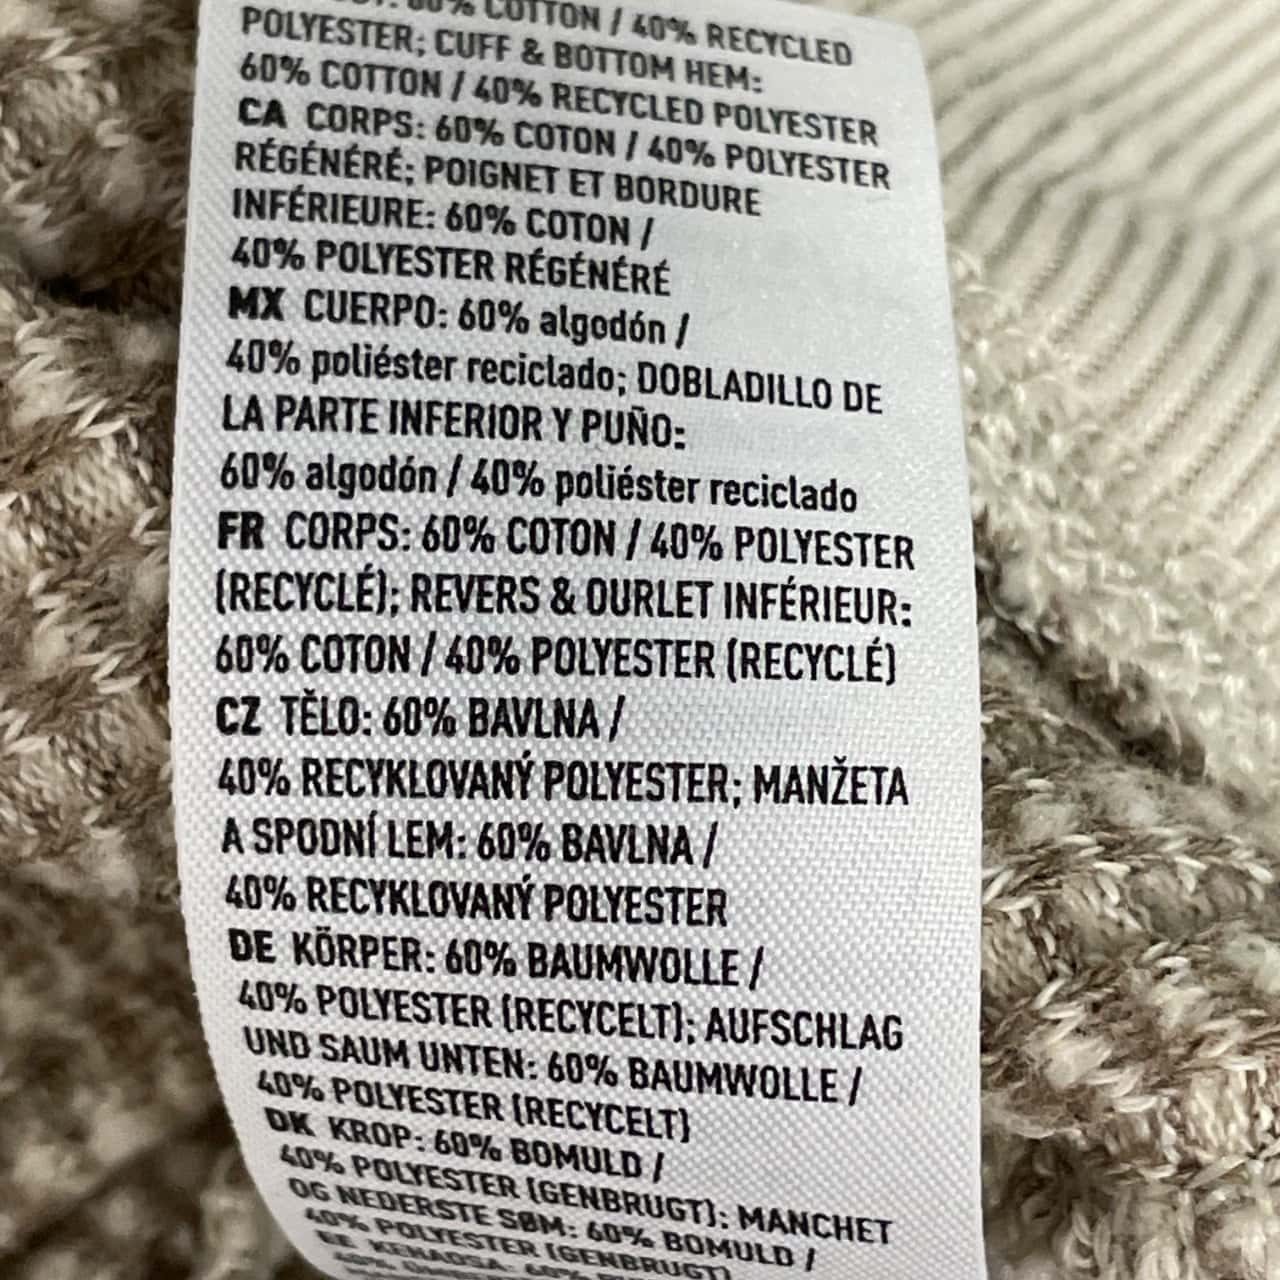 60% COTTON / 40% RECYCLED
POLYESTER; CUFF & BOTTOM HEM:
60% COTTON / 40% RECYCLED POLYESTER
CA CORPS: 60% COTON / 40% POLYESTER
RÉGÉNÉRÉ; POIGNET ET BORDURE
INFÉRIEURE: 60% COTON /
40% POLYESTER RÉGÉNÉRÉ
MX CUERPO: 60% algodón /
40% poliéster reciclado; DOBLADILLO DE
LA PARTE INFERIOR Y PUÑO:
60% algodón / 40% poliéster reciclado
FR CORPS: 60% COTON / 40% POLYESTER
(RECYCLÉ); REVERS & OURLET INFÉRIEUR:
60% COTON / 40% POLYESTER (RECYCLÉ)
CZ TĚLO: 60% BAVLNA /
40% RECYKLOVANÝ POLYESTER; MANŽETA
A SPODNÍ LEM: 60% BAVLNA /
40% RECYKLOVANÝ POLYESTER
DE KÖRPER: 60% BAUMWOLLE /
40% POLYESTER (RECYCELT); AUFSCHLAG
UND SAUM UNTEN: 60% BAUMWOLLE /
40% POLYESTER (RECYCELT)
DK KROP: 60% BOMULD /
40% POLYESTER (GENBRUGT); MANCHET
OG NEDERSTE SØM: 60% BOMULD /
40% POLYESTER (GENBRUGT)